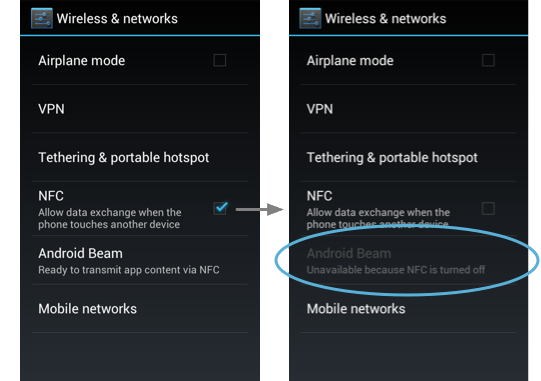 Wireless & networks
Airplane mode
VPN
Tethering & portable hotspot
NFC
Allow data exchange when the
phone touches another device
Android Beam
Ready to transmit app content via NFC
Mobile networks
Wireless & networks
Airplane mode
VPN
Tethering & portable hotspot
NFC
Allow data exchange when the
phone touches another device
Android Beam
Unavailable because NFC is turned off
Mobile networks